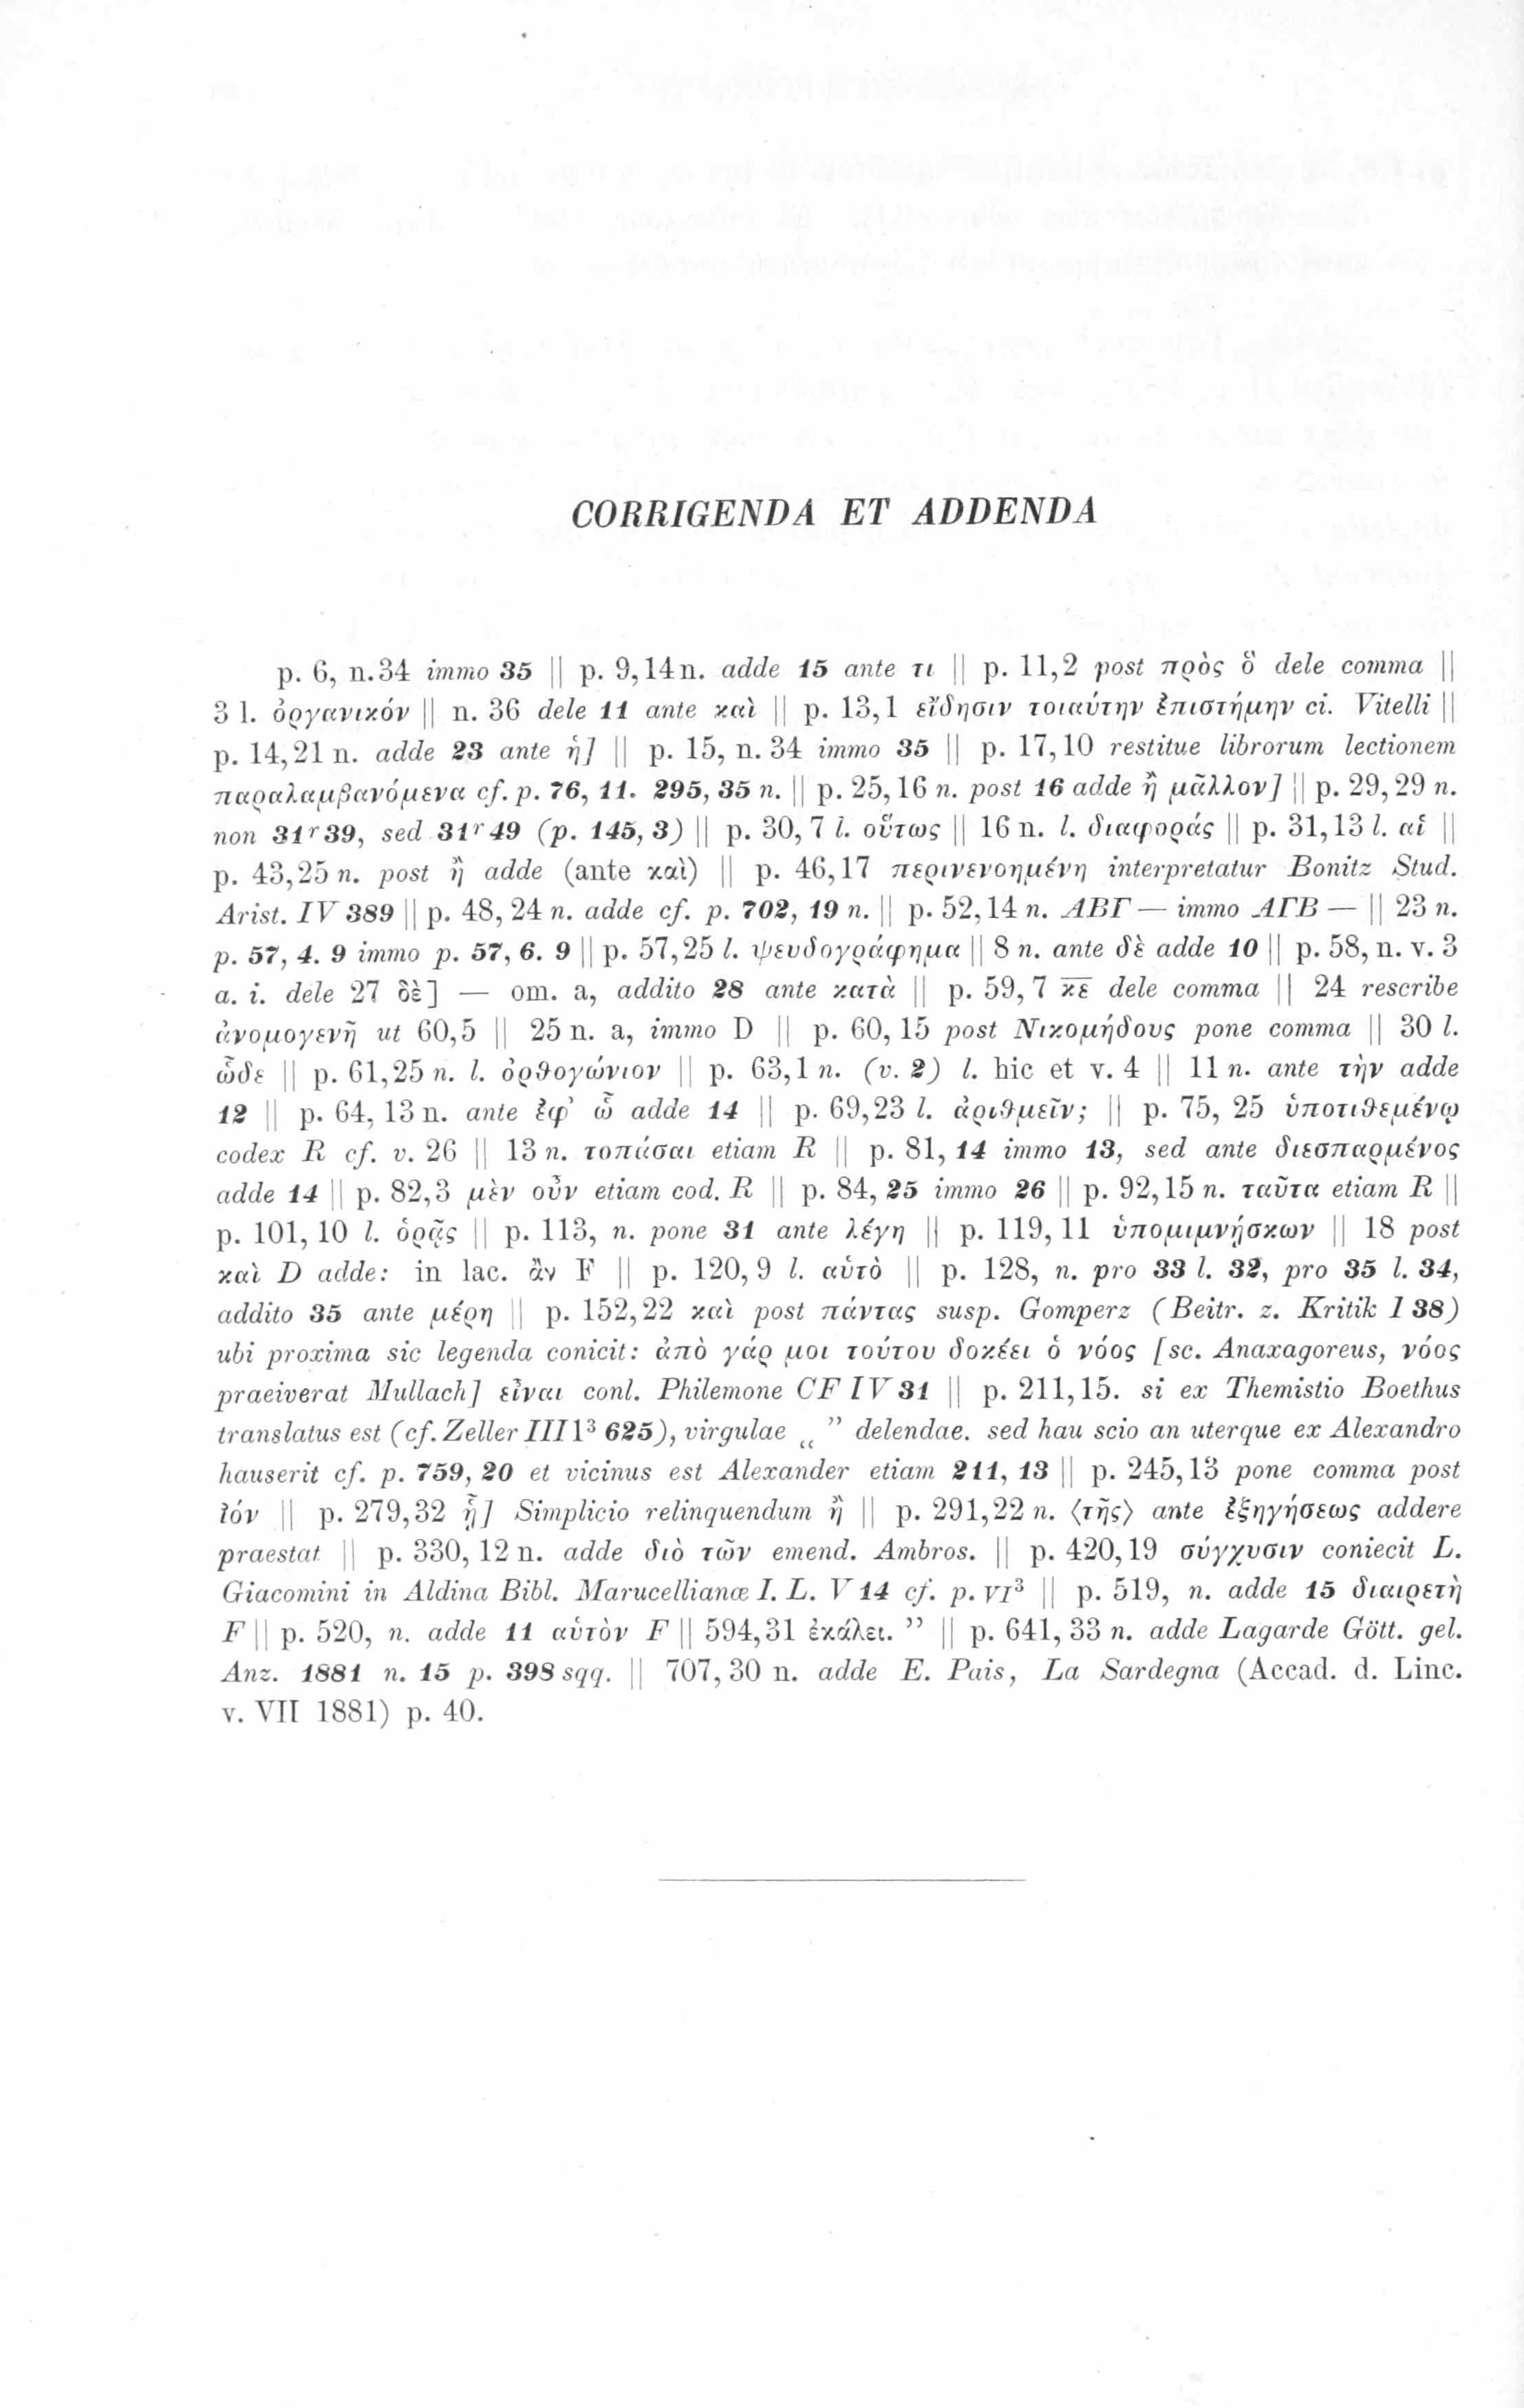 CORRIGENDA ET ADDENDA
p. 6, n.34 immo 35 || p. 9,14 n. adde 15 ante τι || p. 11,2 post πρὸς ὃ dele comma ||
3 l. ὀργανικόν || n. 36 dele 11 ante καὶ || p. 13,1 εἴδησιν τοιαύτην ἐπιστήμην ci. Vitelli ||
p. 14,21 n. adde 23 ante ἡ] || p. 15, n. 34 immo 35 || p. 17,10 restitue librorum lectionem
παραλαμβανόμενα cf. p. 76, 11. 295, 35 n. || p. 25,16 n. post 16 adde ἢ μᾶλλον] || p. 29,29 n.
non 31ʳ39, sed 31ʳ49 (p. 145, 3) || p. 30, 7 l. οὕτως || 16 n. l. διαφοράς || p. 31,13 l. αἱ ||
p. 43,25 n. post ἢ adde (ante καὶ) || p. 46,17 περινενοημένη interpretatur Bonitz Stud.
Arist. IV 389 || p. 48, 24 n. adde cf. p. 702, 19 n. || p. 52,14 n. ΑΒΓ — immo ΑΓΒ — || 23 n.
p. 57, 4. 9 immo p. 57, 6. 9 || p. 57,25 l. ψευδογράφημα || 8 n. ante δὲ adde 10 || p. 58, n. v. 3
a. i. dele 27 δὲ] — om. a, addito 28 ante κατὰ || p. 59, 7 κε dele comma || 24 rescribe
ἀνομογενῆ ut 60,5 || 25 n. a, immo D || p. 60, 15 post Νικομήδους pone comma || 30 l.
ὧδε || p. 61,25 n. l. ὀρθογώνιον || p. 63,1 n. (v. 2) l. hic et v. 4 || 11 n. ante τὴν adde
12 || p. 64, 13 n. ante ἐφ᾽ ὧ adde 14 || p. 69,23 l. ἀριθμεῖν; || p. 75, 25 ὑποτιθεμένῳ
codex R cf. v. 26 || 13 n. τοπάσαι etiam R || p. 81, 14 immo 13, sed ante διεσπαρμένος
adde 14 || p. 82,3 μὲν οὖν etiam cod. R || p. 84, 25 immo 26 || p. 92,15 n. ταῦτα etiam R ||
p. 101, 10 l. ὁρᾷς || p. 113, n. pone 31 ante λέγη || p. 119, 11 ὑπομιμνήσκων || 18 post
καὶ D adde: in lac. ἂν F || p. 120, 9 l. αὐτὸ || p. 128, n. pro 33 l. 32, pro 35 l. 34,
addito 35 ante μέρη || p. 152,22 καὶ post πάντας susp. Gomperz (Beitr. z. Kritik I 38)
ubi proxima sic legenda conicit: ἀπὸ γάρ μοι τούτου δοκέει ὁ νόος [sc. Anaxagoreus, νόος
praeiverat Mullach] εἶναι conl. Philemone CF IV 31 || p. 211,15. si ex Themistio Boethus
translatus est (cf. Zeller III 1³ 625), virgulae „ ” delendae. sed hau scio an uterque ex Alexandro
hauserit cf. p. 759, 20 et vicinus est Alexander etiam 211, 13 || p. 245,13 pone comma post
ἰόν || p. 279,32 ᾖ] Simplicio relinquendum ἢ || p. 291,22 n. ⟨τῆς⟩ ante ἐξηγήσεως addere
praestat || p. 330, 12 n. adde διὸ τῶν emend. Ambros. || p. 420,19 σύγχυσιν coniecit L.
Giacomini in Aldina Bibl. Marucellianæ I. L. V 14 cf. p. VI³ || p. 519, n. adde 15 διαιρετὴ
F || p. 520, n. adde 11 αὐτὸν F || 594,31 ἐκάλει. ” || p. 641, 33 n. adde Lagarde Gött. gel.
Anz. 1881 n. 15 p. 398 sqq. || 707, 30 n. adde E. Pais, La Sardegna (Accad. d. Linc.
v. VII 1881) p. 40.